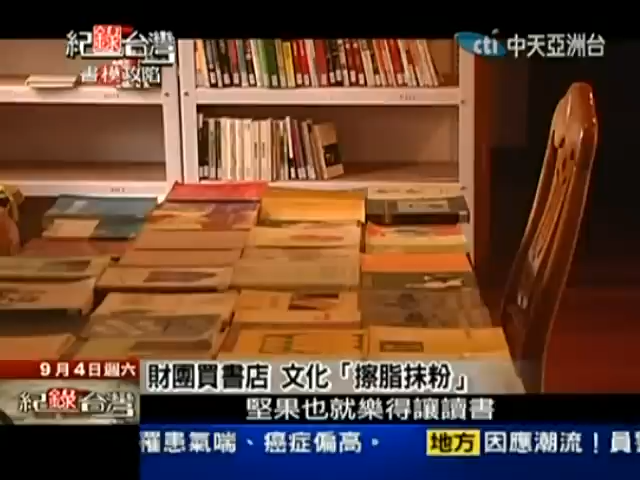 紀錄台灣
書模攻陷
cti 中天亞洲台
9月4日週六
財團買書店 文化「擦脂抹粉」
紀錄台灣
堅果也就樂得讓讀書
罹患氣喘、癌症偏高。 地方 因應潮流！員